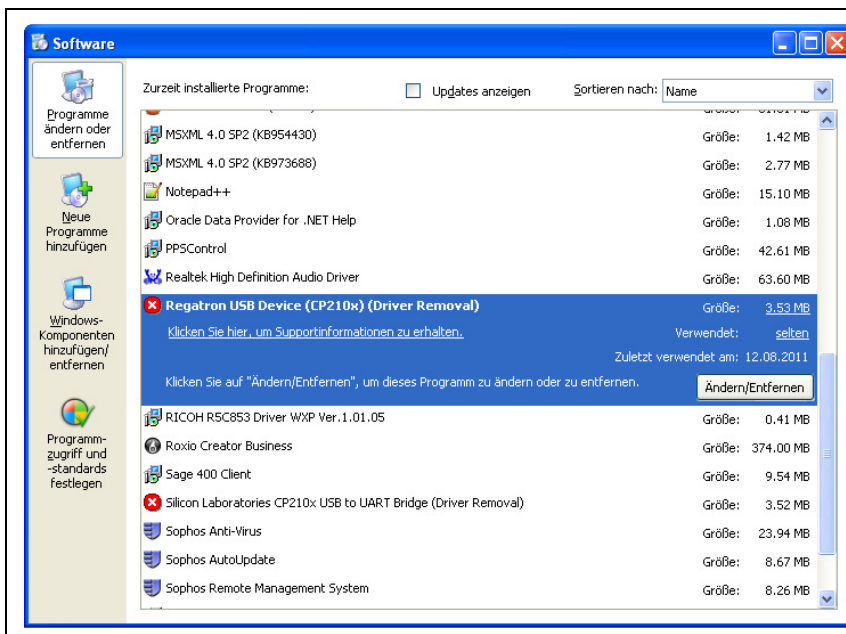 Software
Programme
ändern oder
entfernen
Neue
Programme
hinzufügen
Windows-
Komponenten
hinzufügen/
entfernen
Programm-
zugriff und
-standards
festlegen
Zurzeit installierte Programme: Updates anzeigen Sortieren nach: Name
MSXML 4.0 SP2 (KB954430) Größe: 1.42 MB
MSXML 4.0 SP2 (KB973688) Größe: 2.77 MB
Notepad++ Größe: 15.10 MB
Oracle Data Provider for .NET Help Größe: 1.08 MB
PPSControl Größe: 42.61 MB
Realtek High Definition Audio Driver Größe: 63.60 MB
Regatron USB Device (CP210x) (Driver Removal) Größe: 3.53 MB
Klicken Sie hier, um Supportinformationen zu erhalten. Verwendet: selten
Zuletzt verwendet am: 12.08.2011
Klicken Sie auf "Ändern/Entfernen", um dieses Programm zu ändern oder zu entfernen. Ändern/Entfernen
RICOH R5C853 Driver WXP Ver.1.01.05 Größe: 0.41 MB
Roxio Creator Business Größe: 374.00 MB
Sage 400 Client Größe: 9.54 MB
Silicon Laboratories CP210x USB to UART Bridge (Driver Removal) Größe: 3.52 MB
Sophos Anti-Virus Größe: 23.94 MB
Sophos AutoUpdate Größe: 8.67 MB
Sophos Remote Management System Größe: 8.26 MB